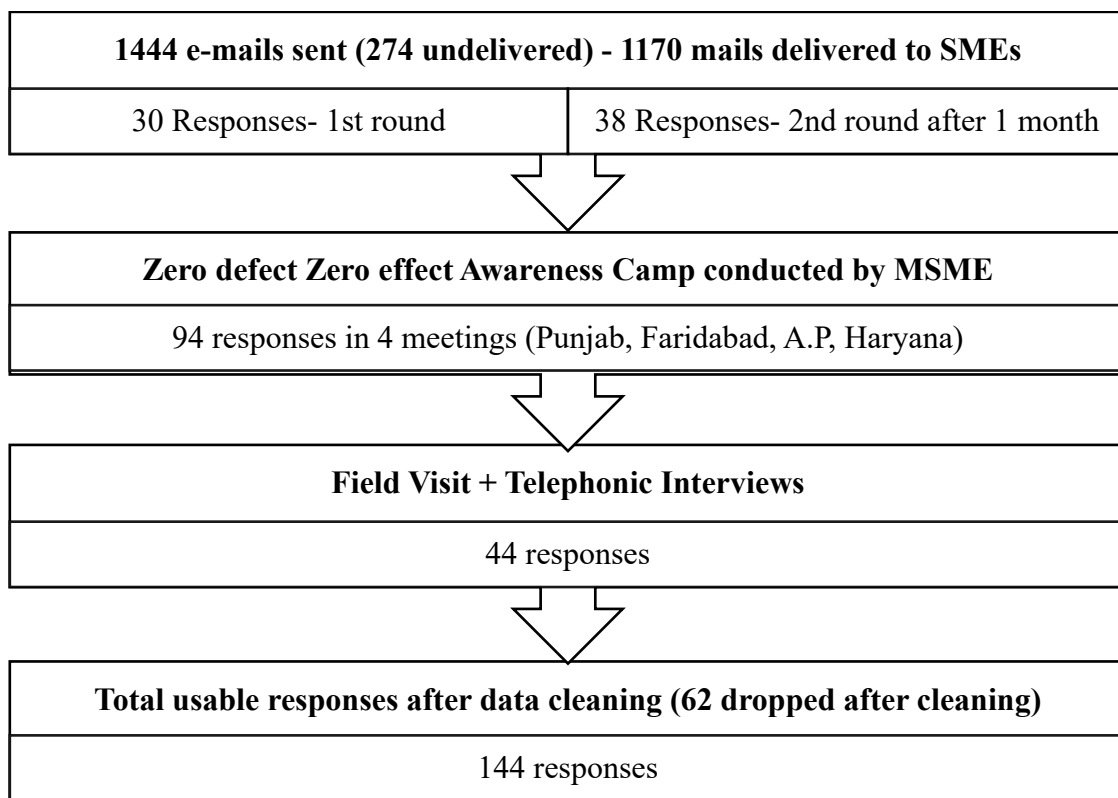 1444 e-mails sent (274 undelivered) - 1170 mails delivered to SMEs
30 Responses- 1st round
38 Responses- 2nd round after 1 month
Zero defect Zero effect Awareness Camp conducted by MSME
94 responses in 4 meetings (Punjab, Faridabad, A.P, Haryana)
Field Visit + Telephonic Interviews
44 responses
Total usable responses after data cleaning (62 dropped after cleaning)
144 responses